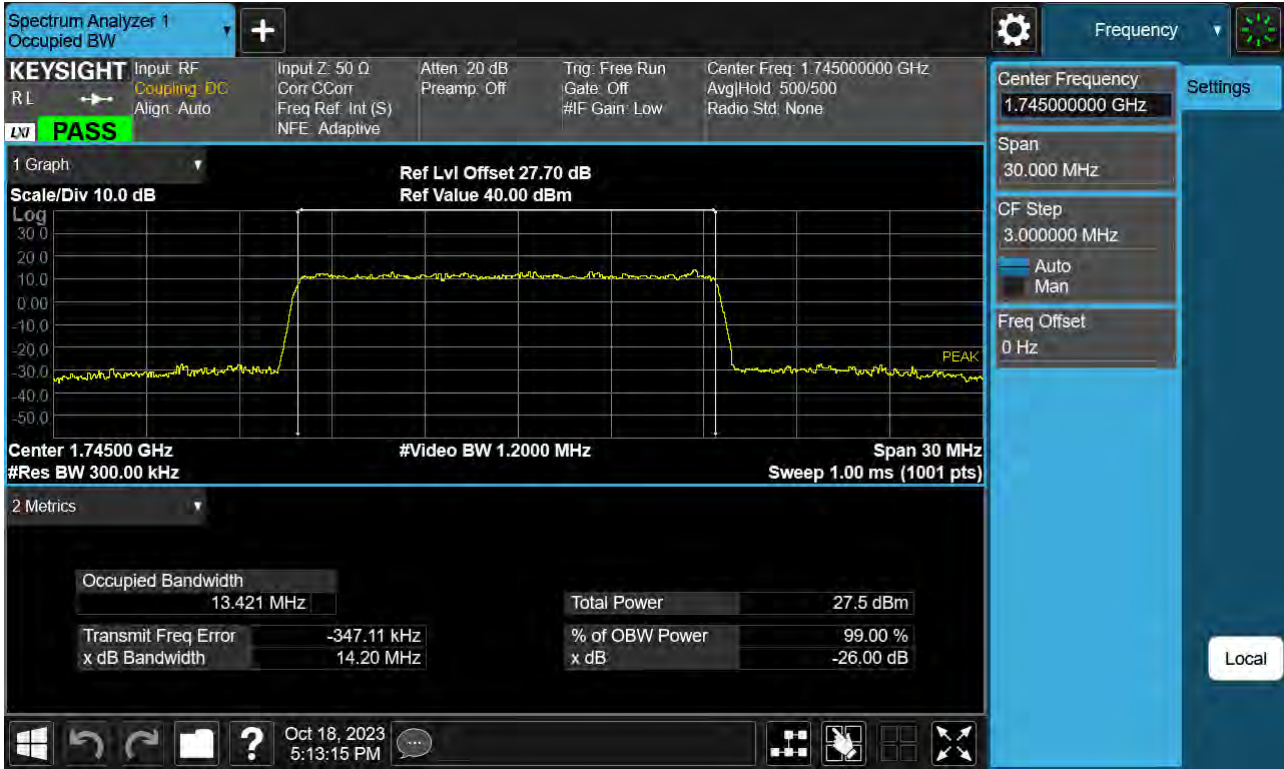 Spectrum Analyzer 1
Occupied BW
Frequency
KEYSIGHT
R L
LXI
PASS
Input: RF
Coupling: DC
Align: Auto
Input Z: 50 Ω
Corr CCorr
Freq Ref: Int (S)
NFE: Adaptive
Atten: 20 dB
Preamp: Off
Trig: Free Run
Gate: Off
#IF Gain: Low
Center Freq: 1.745000000 GHz
Avg|Hold: 500/500
Radio Std: None
Center Frequency
1.745000000 GHz
Settings
Span
30.000 MHz
CF Step
3.000000 MHz
Auto
Man
Freq Offset
0 Hz
Local
1 Graph
Scale/Div 10.0 dB
Ref Lvl Offset 27.70 dB
Ref Value 40.00 dBm
Log
30.0
20.0
10.0
0.00
-10.0
-20.0
-30.0
-40.0
-50.0
PEAK
Center 1.74500 GHz
#Video BW 1.2000 MHz
Span 30 MHz
#Res BW 300.00 kHz
Sweep 1.00 ms (1001 pts)
2 Metrics
Occupied Bandwidth
13.421 MHz
Total Power 27.5 dBm
Transmit Freq Error -347.11 kHz
% of OBW Power 99.00 %
x dB Bandwidth 14.20 MHz
x dB -26.00 dB
?
Oct 18, 2023
5:13:15 PM